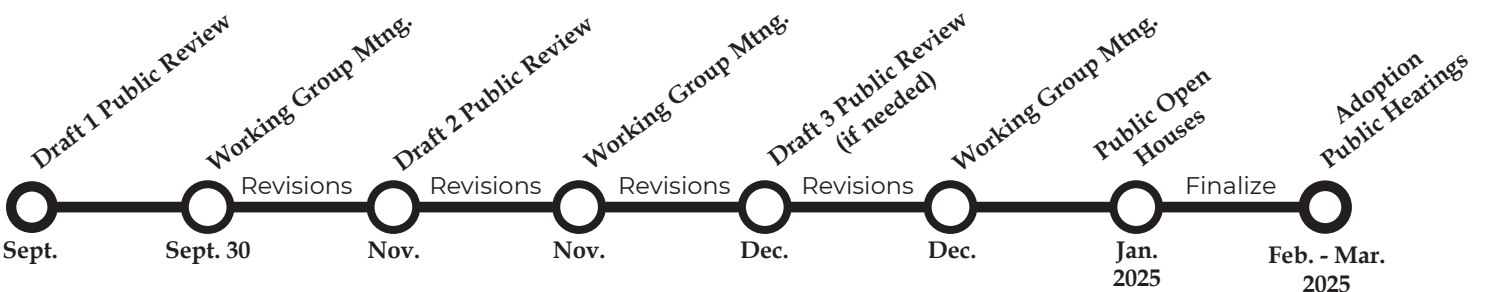 Draft 1 Public Review
Working Group Mtng.
Draft 2 Public Review
Working Group Mtng.
Draft 3 Public Review
(if needed)
Working Group Mtng.
Public Open
Houses
Adoption
Public Hearings
Revisions
Revisions
Revisions
Revisions
Finalize
Sept.
Sept. 30
Nov.
Nov.
Dec.
Dec.
Jan.
2025
Feb. - Mar.
2025